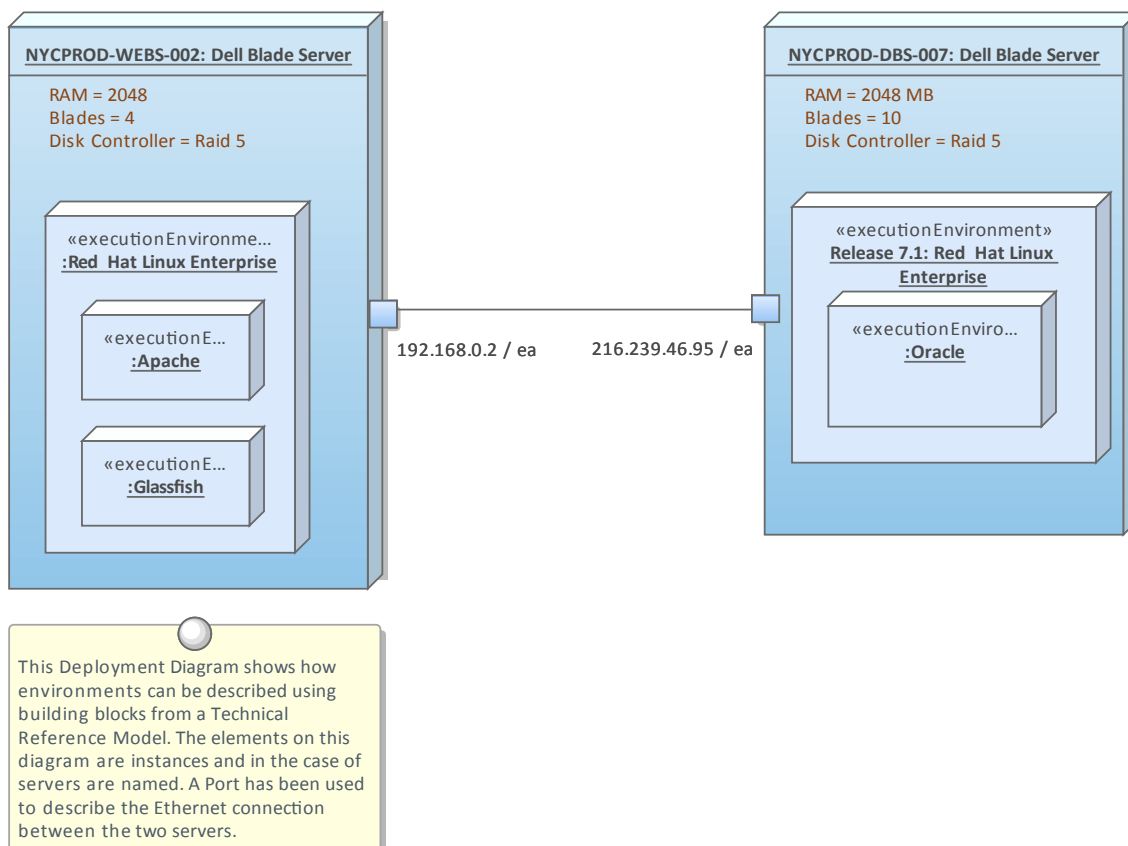 NYCPROD-WEBS-002: Dell Blade Server
RAM = 2048
Blades = 4
Disk Controller = Raid 5
«executionEnvironme...
:Red Hat Linux Enterprise
«executionE...
:Apache
«executionE...
:Glassfish
192.168.0.2 / ea
216.239.46.95 / ea
NYCPROD-DBS-007: Dell Blade Server
RAM = 2048 MB
Blades = 10
Disk Controller = Raid 5
«executionEnvironment»
Release 7.1: Red Hat Linux
Enterprise
«executionEnviro...
:Oracle
This Deployment Diagram shows how
environments can be described using
building blocks from a Technical
Reference Model. The elements on this
diagram are instances and in the case of
servers are named. A Port has been used
to describe the Ethernet connection
between the two servers.